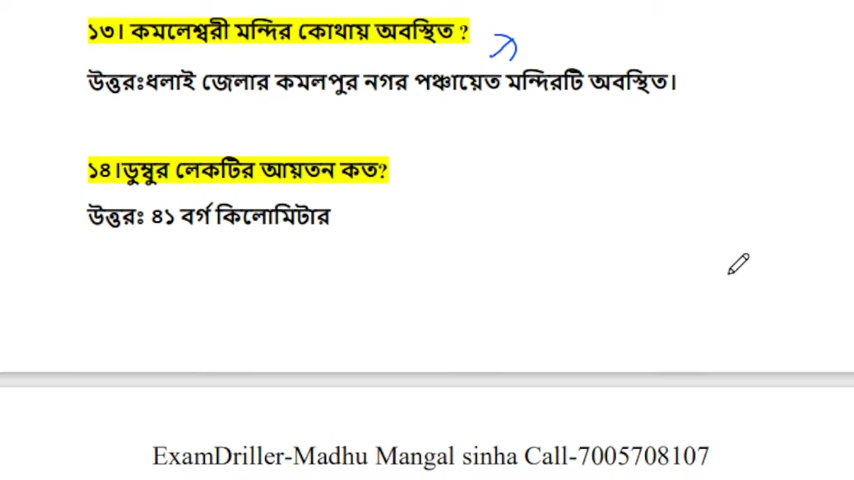 ১৩। কমলেশ্বরী মন্দির কোথায় অবস্থিত ?
উত্তরঃধলাই জেলার কমলপুর নগর পঞ্চায়েত মন্দিরটি অবস্থিত।
১৪।ডুম্বুর লেকটির আয়তন কত?
উত্তরঃ ৪১ বর্গ কিলোমিটার
ExamDriller-Madhu Mangal sinha Call-7005708107